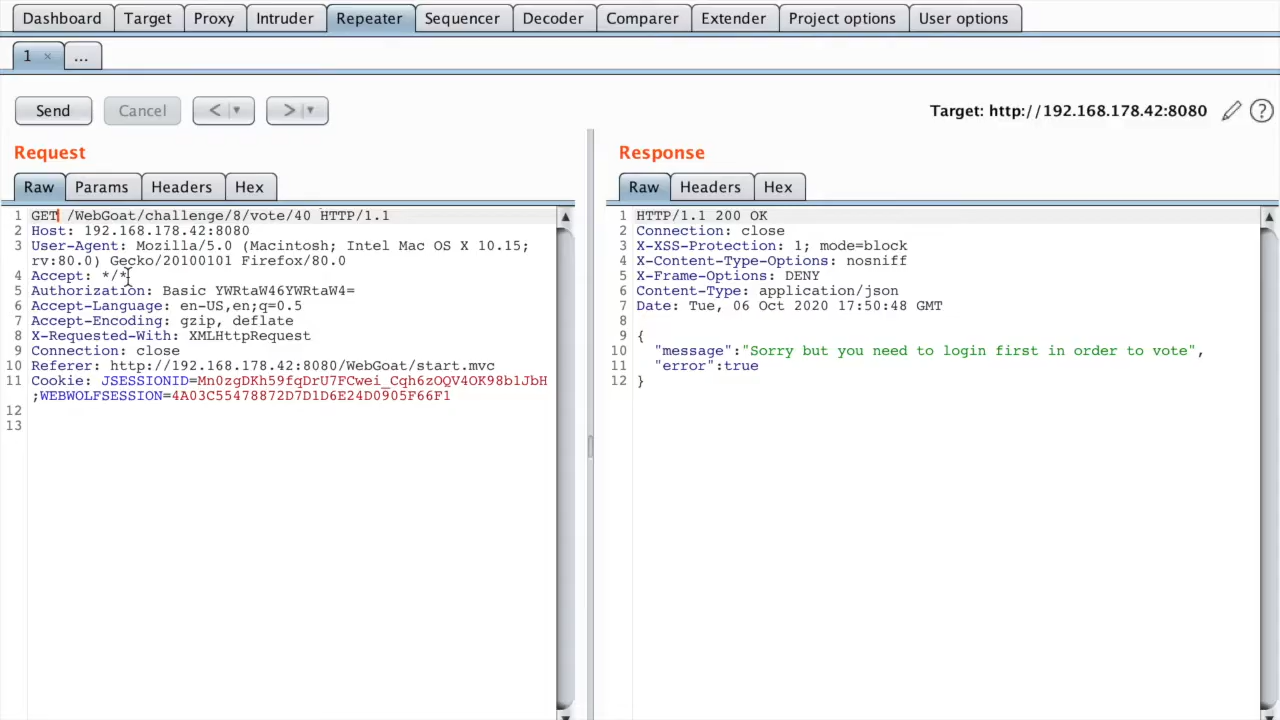 Dashboard Target Proxy Intruder Repeater Sequencer Decoder Comparer Extender Project options User options
1 × ...
Send Cancel < ▼ > ▼ Target: http://192.168.178.42:8080 ?
Request
Raw Params Headers Hex
1 GET /WebGoat/challenge/8/vote/40 HTTP/1.1
2 Host: 192.168.178.42:8080
3 User-Agent: Mozilla/5.0 (Macintosh; Intel Mac OS X 10.15;
rv:80.0) Gecko/20100101 Firefox/80.0
4 Accept: */*
5 Authorization: Basic YWRtaW46YWRtaW4=
6 Accept-Language: en-US,en;q=0.5
7 Accept-Encoding: gzip, deflate
8 X-Requested-With: XMLHttpRequest
9 Connection: close
10 Referer: http://192.168.178.42:8080/WebGoat/start.mvc
11 Cookie: JSESSIONID=Mn0zgDKh59fqDrU7FCwei_Cqh6zOQV4OK98b1JbH
;WEBWOLFSESSION=4A03C55478872D7D1D6E24D0905F66F1
12
13
Response
Raw Headers Hex
1 HTTP/1.1 200 OK
2 Connection: close
3 X-XSS-Protection: 1; mode=block
4 X-Content-Type-Options: nosniff
5 X-Frame-Options: DENY
6 Content-Type: application/json
7 Date: Tue, 06 Oct 2020 17:50:48 GMT
8
9 {
10 "message":"Sorry but you need to login first in order to vote",
11 "error":true
12 }